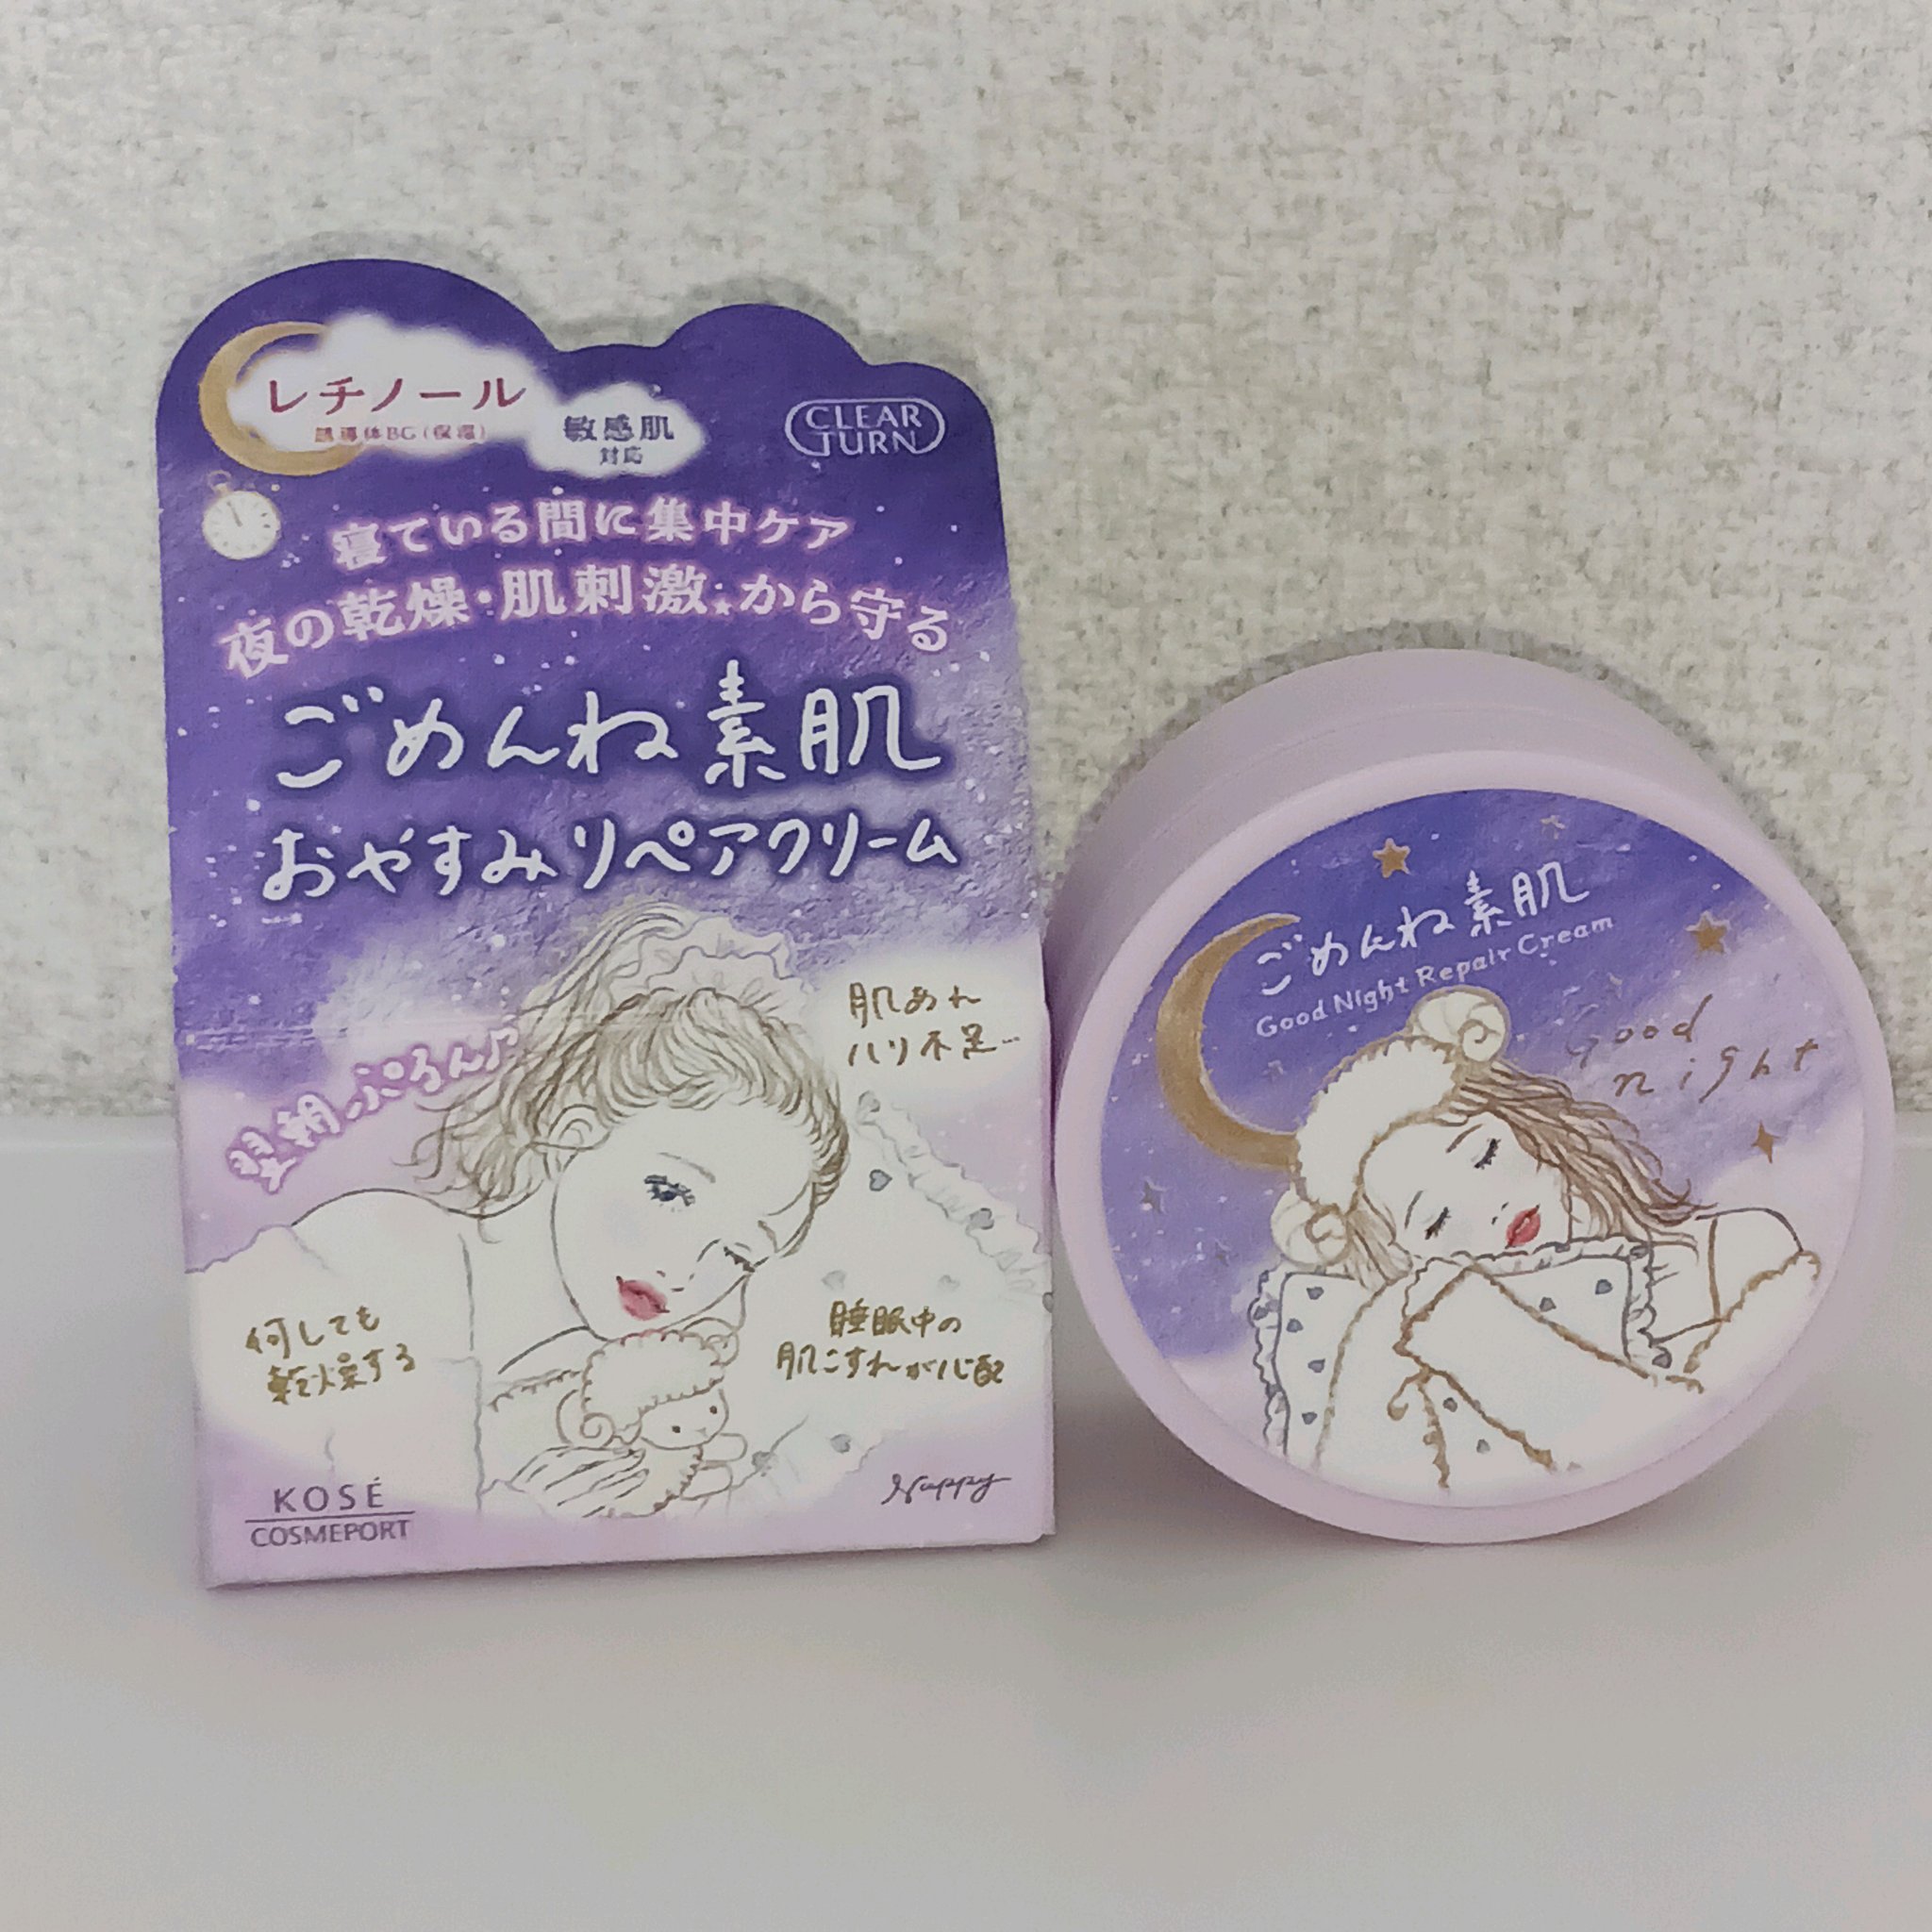 レチノール
誘導体BG(保湿)
敏感肌
対応
CLEAR
TURN
寝ている間に集中ケア
夜の乾燥・肌刺激から守る
ごめんね素肌
おやすみリペアクリーム
肌あれ
ハリ不足…
翌朝ぷるん♪
何しても
乾燥する
睡眠中の
肌こすれが心配
KOSÉ
COSMEPORT
Nuppy
ごめんね素肌
Good Night Repair Cream
Good
night